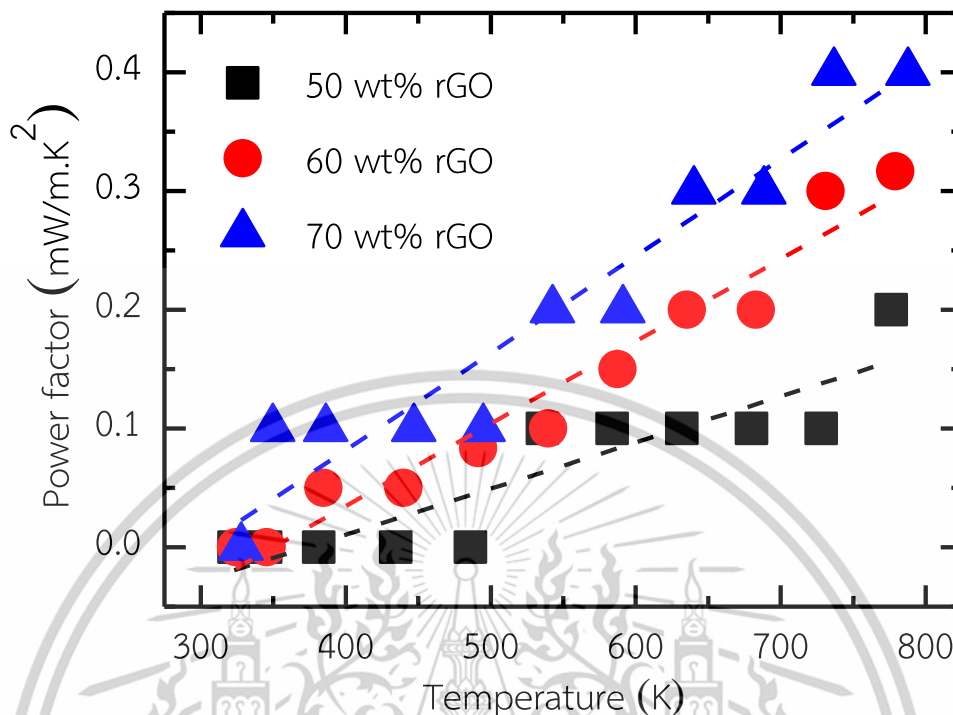 0.4
0.3
0.2
0.1
0.0
Power factor (mW/m.K²)
50 wt% rGO
60 wt% rGO
70 wt% rGO
300 400 500 600 700 800
Temperature (K)